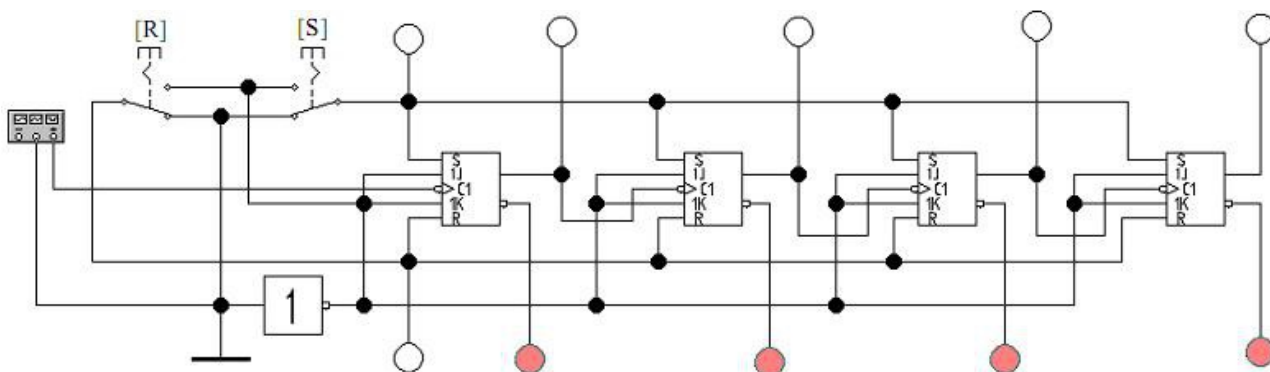 [R] [S]
S S S S
1J 1J 1J 1J
C1 C1 C1 C1
1K 1K 1K 1K
R R R R
1